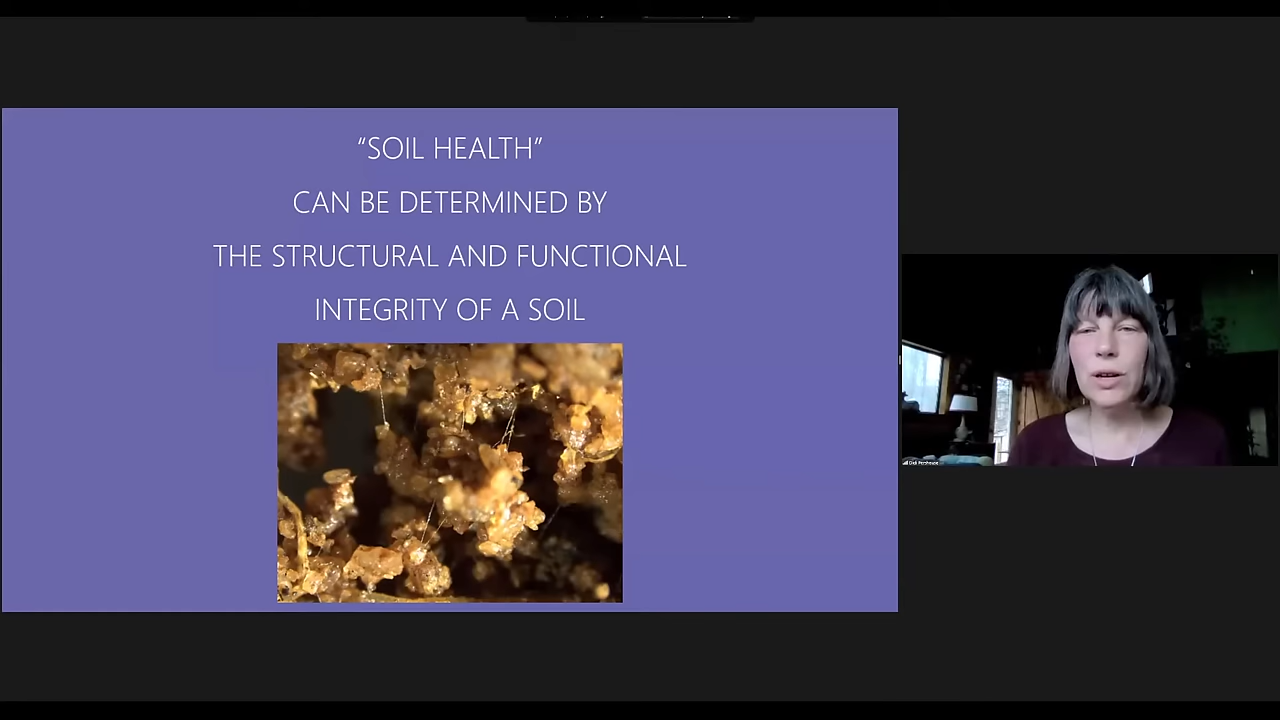 “SOIL HEALTH”
CAN BE DETERMINED BY
THE STRUCTURAL AND FUNCTIONAL
INTEGRITY OF A SOIL